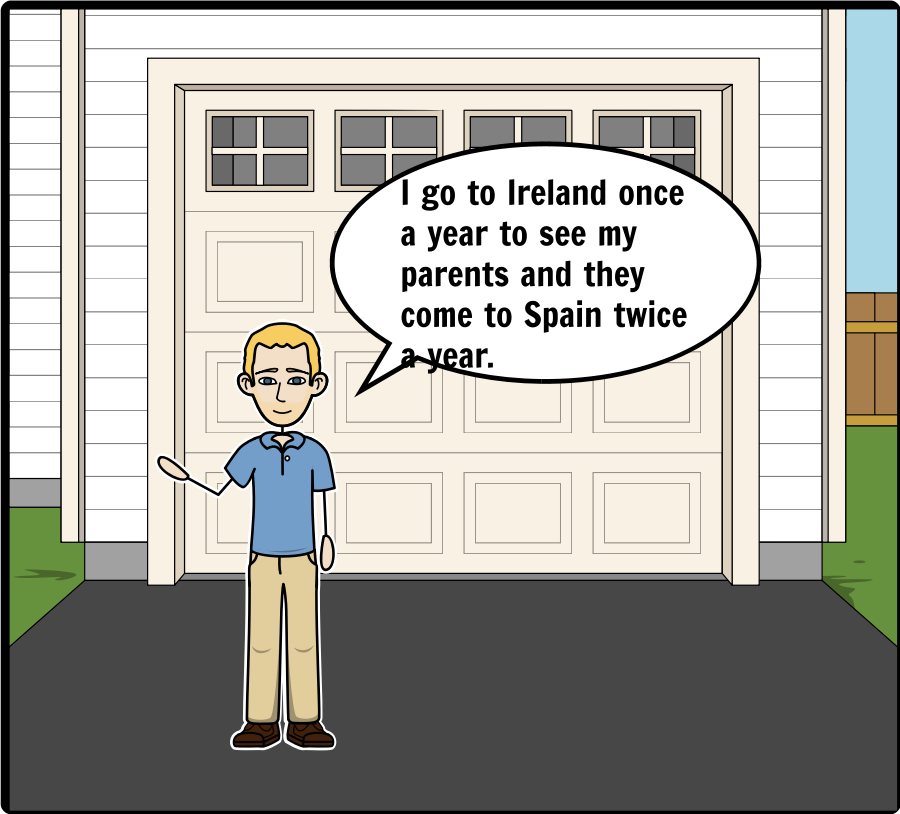 I go to Ireland once
a year to see my
parents and they
come to Spain twice
a year.